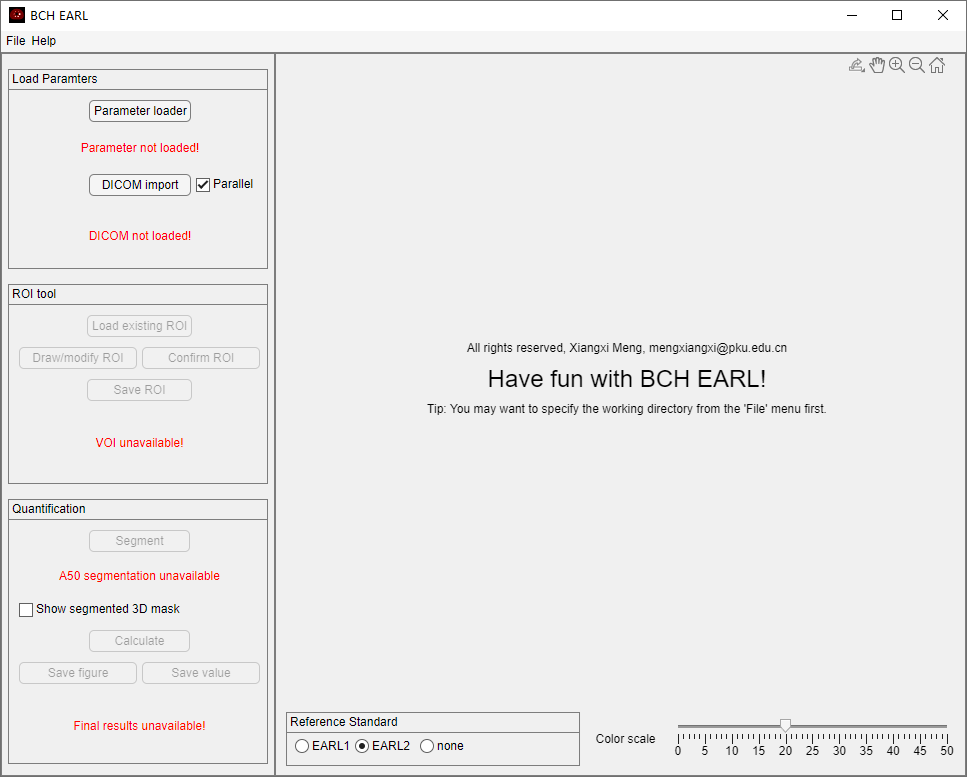 BCH EARL
File Help
Load Paramters
Parameter loader
Parameter not loaded!
DICOM import
Parallel
DICOM not loaded!
ROI tool
Load existing ROI
Draw/modify ROI
Confirm ROI
Save ROI
VOI unavailable!
Quantification
Segment
A50 segmentation unavailable
Show segmented 3D mask
Calculate
Save figure
Save value
Final results unavailable!
All rights reserved, Xiangxi Meng, mengxiangxi@pku.edu.cn
Have fun with BCH EARL!
Tip: You may want to specify the working directory from the 'File' menu first.
Reference Standard
EARL1 EARL2 none
Color scale
0 5 10 15 20 25 30 35 40 45 50